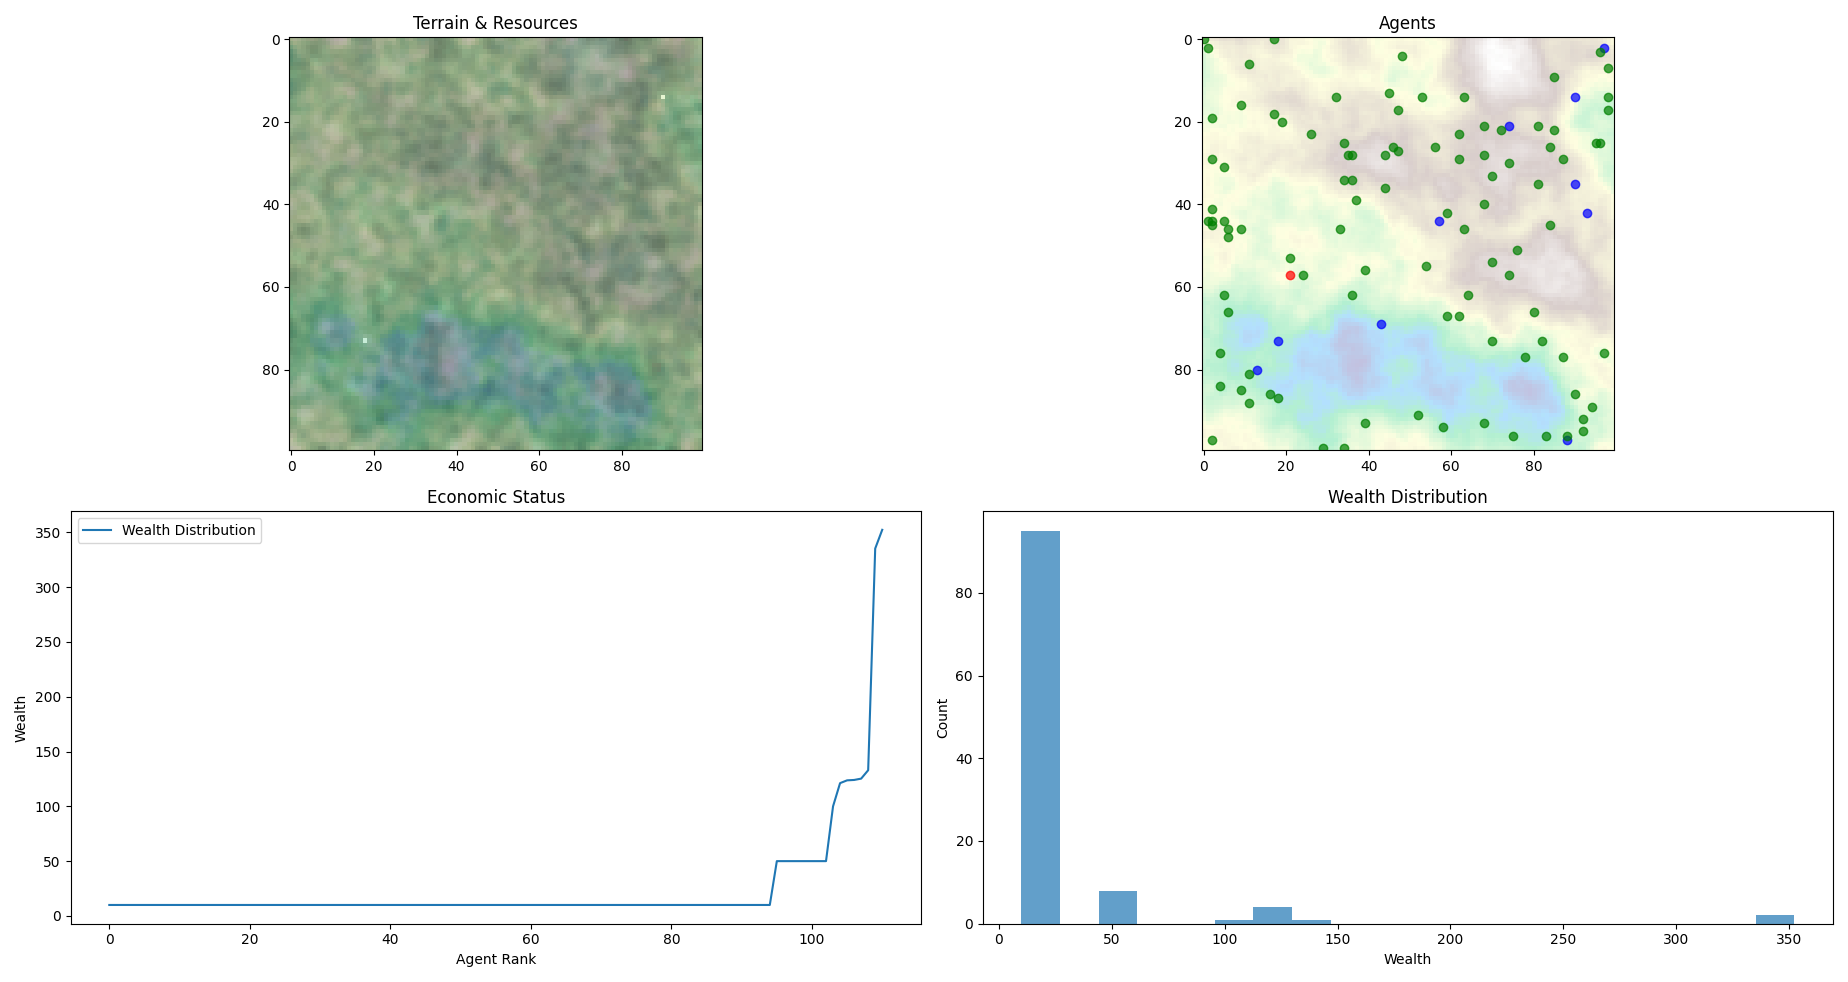 Terrain & Resources
0
20
40
60
80
0 20 40 60 80
Agents
0
20
40
60
80
0 20 40 60 80
Economic Status
Wealth Distribution
350
300
250
200
150
100
50
0
Wealth
0 20 40 60 80 100
Agent Rank
Wealth Distribution
80
60
40
20
0
Count
0 50 100 150 200 250 300 350
Wealth